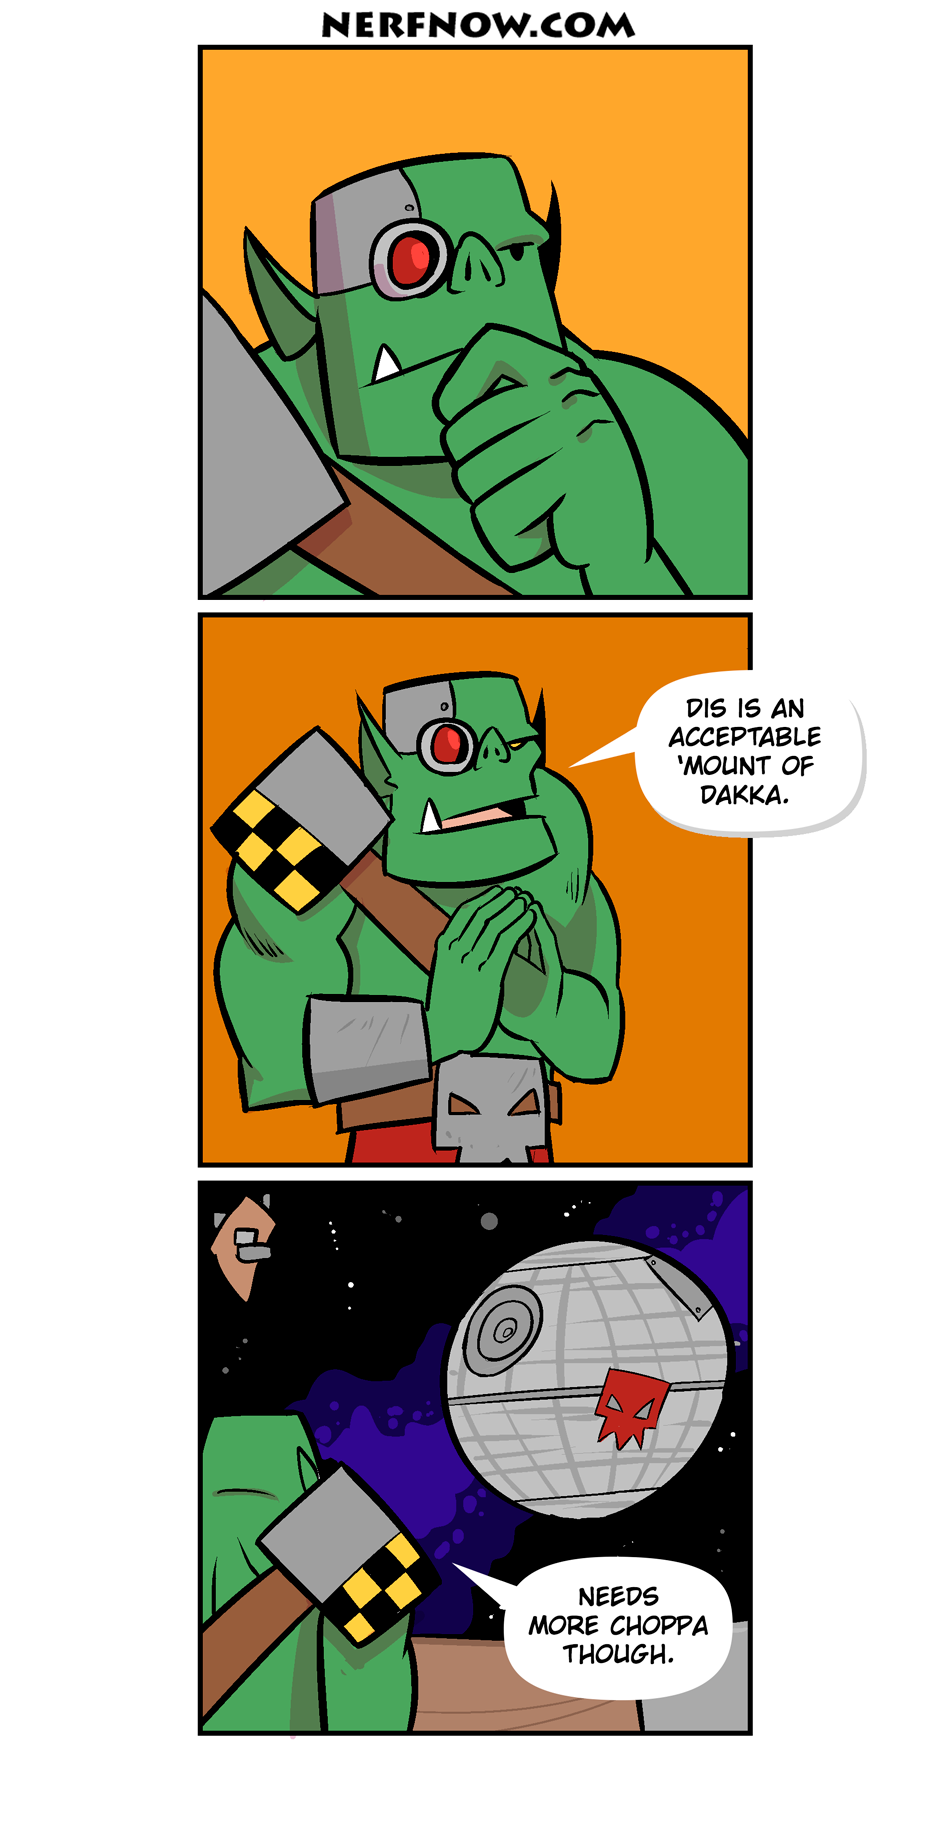 NERFNOW.COM
DIS IS AN
ACCEPTABLE
'MOUNT OF
DAKKA.
NEEDS
MORE CHOPPA
THOUGH.